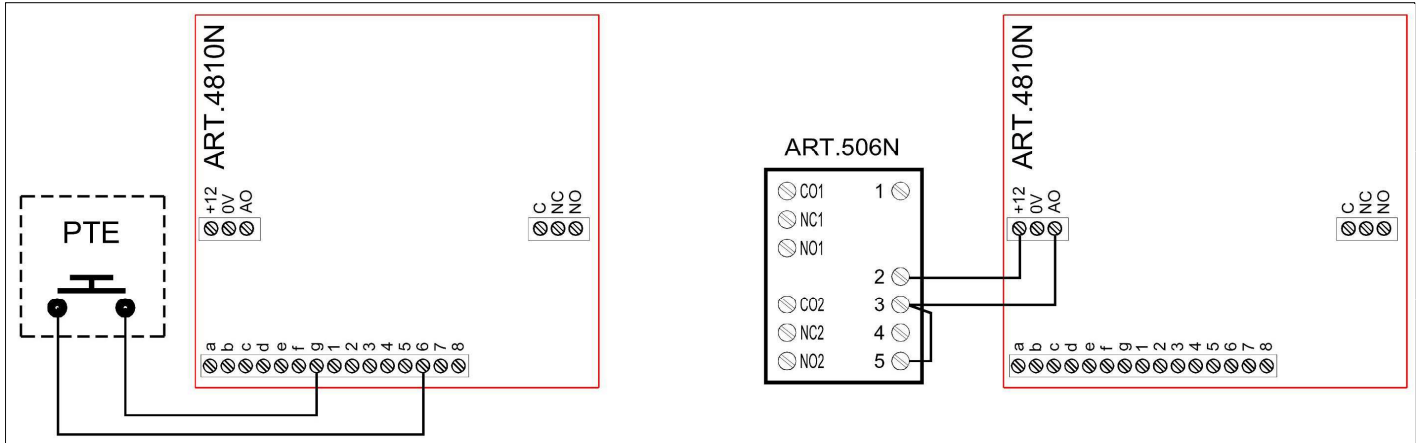 ART.4810N
+12
0V
AO
C
NC
NO
PTE
a b c d e f g 1 2 3 4 5 6 7 8
ART.506N
CO1 1
NC1
NO1
2
CO2 3
NC2 4
NO2 5
ART.4810N
+12
0V
AO
C
NC
NO
a b c d e f g 1 2 3 4 5 6 7 8